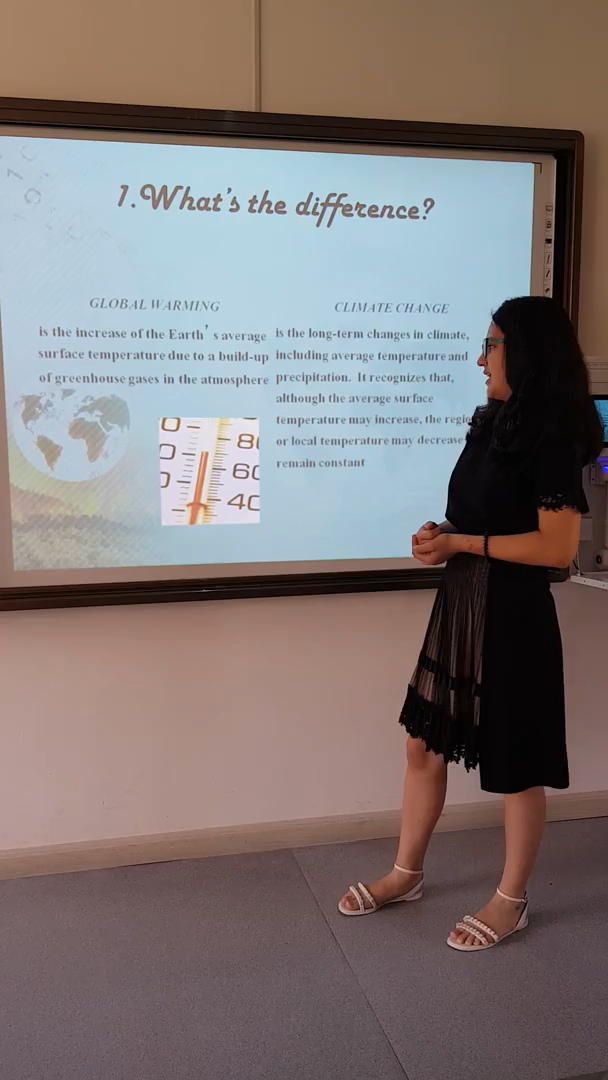 1.What's the difference?
GLOBAL WARMING
is the increase of the Earth's average
surface temperature due to a build-up
of greenhouse gases in the atmosphere
CLIMATE CHANGE
is the long-term changes in climate,
including average temperature and
precipitation. It recognizes that,
although the average surface
temperature may increase, the
or local temperature may decrease
remain constant
80
60
40